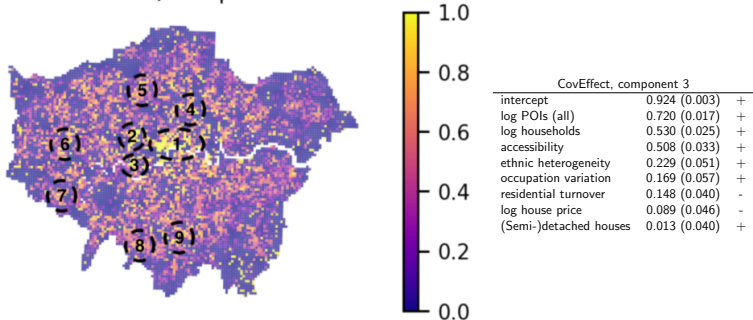 1.0
0.8
0.6
0.4
0.2
0.0
5
4
2
1
6
3
7
8
9
CovEffect, component 3
intercept 0.924 (0.003) +
log POIs (all) 0.720 (0.017) +
log households 0.530 (0.025) +
accessibility 0.508 (0.033) +
ethnic heterogeneity 0.229 (0.051) +
occupation variation 0.169 (0.057) +
residential turnover 0.148 (0.040) -
log house price 0.089 (0.046) -
(Semi-)detached houses 0.013 (0.040) +